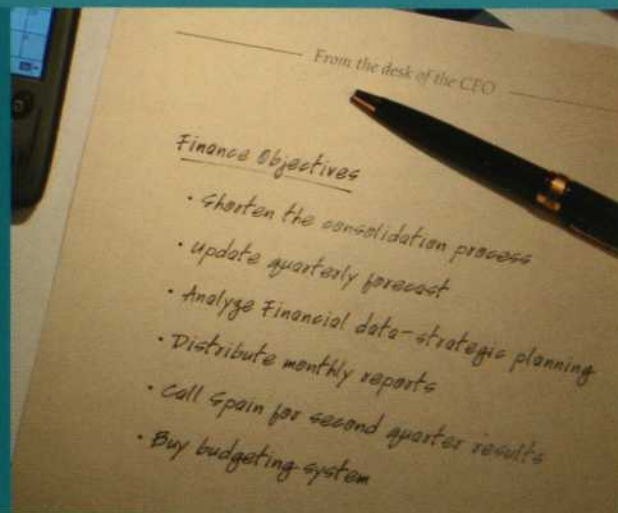 From the desk of the CFO
Finance Objectives
• Shorten the consolidation process
• Update quarterly forecast
• Analyze Financial data-strategic planning
• Distribute monthly reports
• Call Spain for second quarter results
• Buy budgeting system